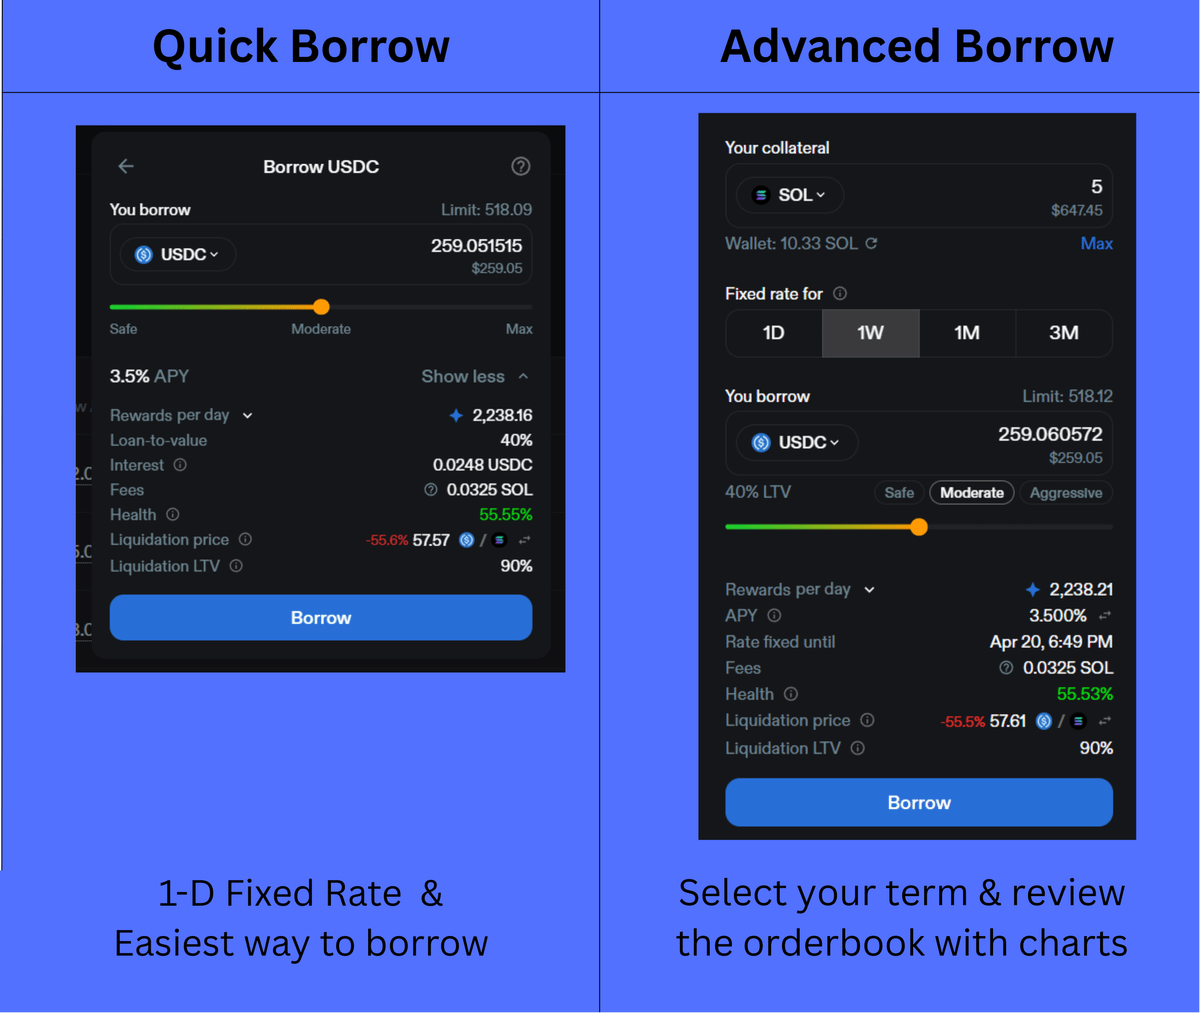 Quick Borrow
Borrow USDC
You borrow Limit: 518.09
USDC 259.051515
$259.05
Safe Moderate Max
3.5% APY Show less
Rewards per day 2,238.16
Loan-to-value 40%
Interest 0.0248 USDC
Fees 0.0325 SOL
Health 55.55%
Liquidation price -55.6% 57.57 /
Liquidation LTV 90%
Borrow
1-D Fixed Rate &
Easiest way to borrow
Advanced Borrow
Your collateral
SOL 5
$647.45
Wallet: 10.33 SOL Max
Fixed rate for
1D 1W 1M 3M
You borrow Limit: 518.12
USDC 259.060572
$259.05
40% LTV Safe Moderate Aggressive
Rewards per day 2,238.21
APY 3.500%
Rate fixed until Apr 20, 6:49 PM
Fees 0.0325 SOL
Health 55.53%
Liquidation price -55.5% 57.61 /
Liquidation LTV 90%
Borrow
Select your term & review
the orderbook with charts